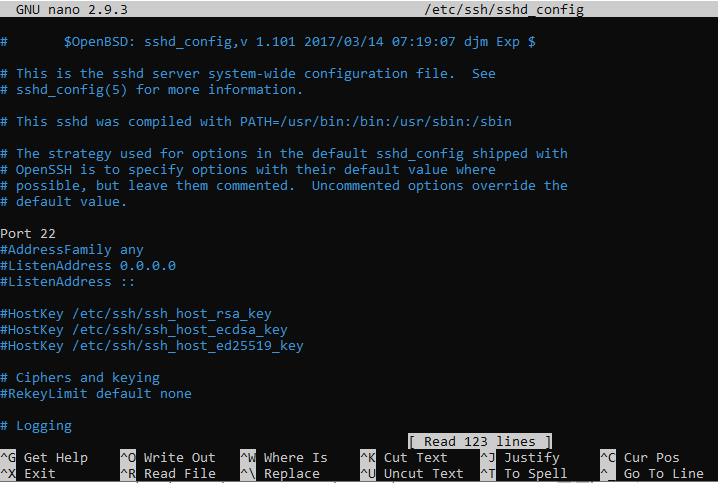 GNU nano 2.9.3 /etc/ssh/sshd_config
# $OpenBSD: sshd_config,v 1.101 2017/03/14 07:19:07 djm Exp $
# This is the sshd server system-wide configuration file.  See
# sshd_config(5) for more information.
# This sshd was compiled with PATH=/usr/bin:/bin:/usr/sbin:/sbin
# The strategy used for options in the default sshd_config shipped with
# OpenSSH is to specify options with their default value where
# possible, but leave them commented.  Uncommented options override the
# default value.
Port 22
#AddressFamily any
#ListenAddress 0.0.0.0
#ListenAddress ::
#HostKey /etc/ssh/ssh_host_rsa_key
#HostKey /etc/ssh/ssh_host_ecdsa_key
#HostKey /etc/ssh/ssh_host_ed25519_key
# Ciphers and keying
#RekeyLimit default none
# Logging
[ Read 123 lines ]
^G Get Help ^O Write Out ^W Where Is ^K Cut Text ^J Justify ^C Cur Pos
^X Exit ^R Read File ^\ Replace ^U Uncut Text ^T To Spell ^_ Go To Line